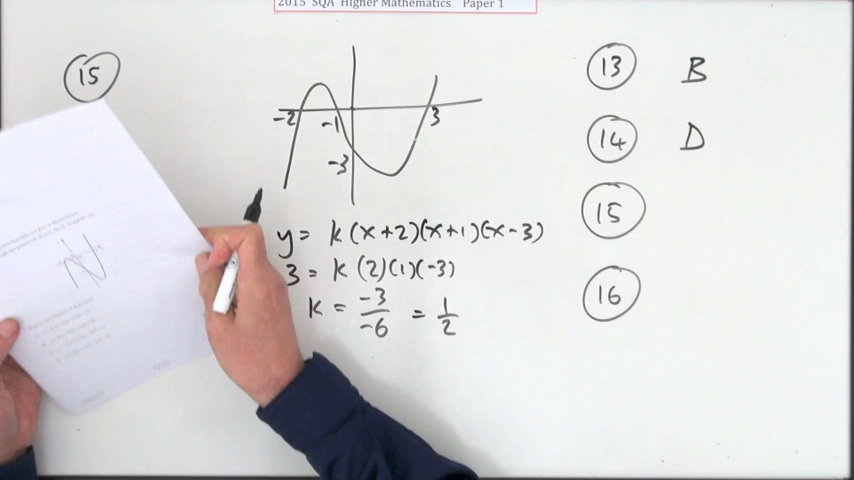 2015 SQA Higher Mathematics Paper 1
15
-2
-1
3
-3
y = k(x+2)(x+1)(x-3)
3 = k(2)(1)(-3)
k = -3/-6 = 1/2
13 B
14 D
15
16